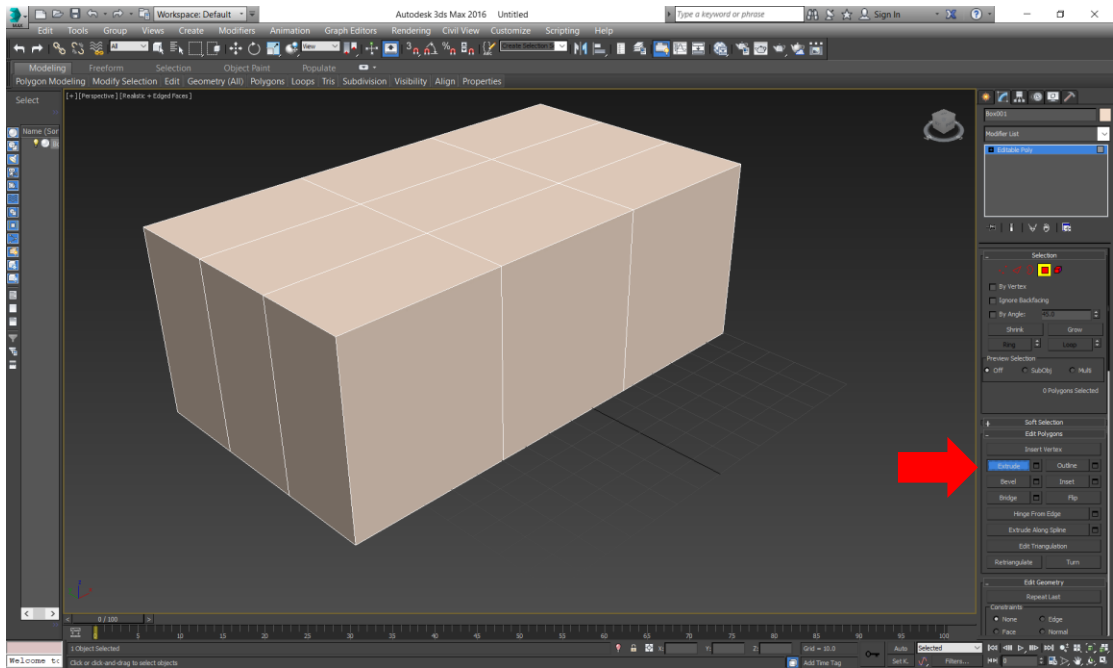 MAX
Workspace: Default
Autodesk 3ds Max 2016 Untitled
Type a keyword or phrase
Sign In
Edit Tools Group Views Create Modifiers Animation Graph Editors Rendering Civil View Customize Scripting Help
All
View
Create Selection S
Modeling Freeform Selection Object Paint Populate
Polygon Modeling Modify Selection Edit Geometry (All) Polygons Loops Tris Subdivision Visibility Align Properties
Select
[+] [Perspective] [Realistic + Edged Faces]
Name (Sor
Box001
Modifier List
Editable Poly
Selection
By Vertex
Ignore Backfacing
By Angle: 45.0
Shrink Grow
Ring Loop
Preview Selection
Off SubObj Multi
0 Polygons Selected
Soft Selection
Edit Polygons
Insert Vertex
Extrude Outline
Bevel Inset
Bridge Flip
Hinge From Edge
Extrude Along Spline
Edit Triangulation
Retriangulate Turn
Edit Geometry
Repeat Last
Constraints
None Edge
Face Normal
0 / 100
0 5 10 15 20 25 30 35 40 45 50 55 60 65 70 75 80 85 90 95 100
1 Object Selected
X: Y: Z:
Grid = 10.0
Auto
Selected
Welcome to
Click or click-and-drag to select objects
Add Time Tag
Set K.
Filters...
0